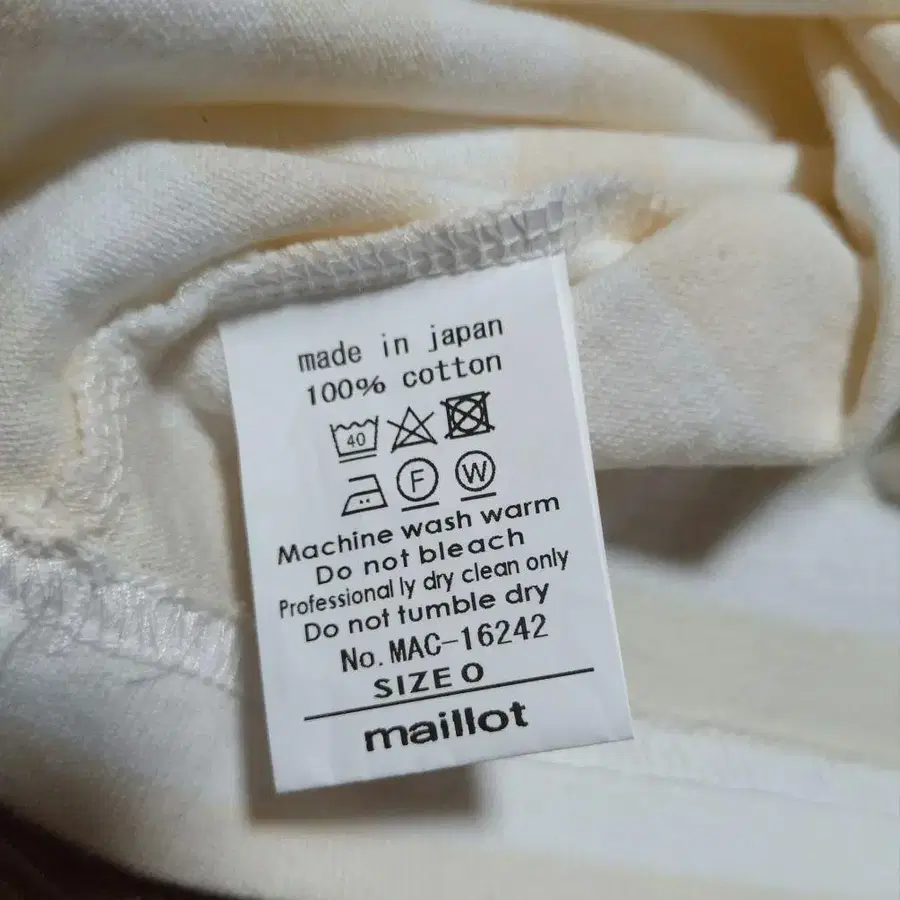 made in japan
100% cotton
40
F W
Machine wash warm
Do not bleach
Professional ly dry clean only
Do not tumble dry
No.MAC-16242
SIZE O
maillot